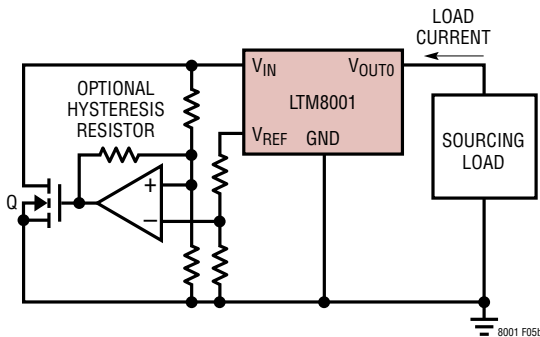 LOAD
CURRENT
VIN
VOUT0
OPTIONAL
HYSTERESIS
RESISTOR
LTM8001
VREF
GND
SOURCING
LOAD
Q
+
–
8001 F05b